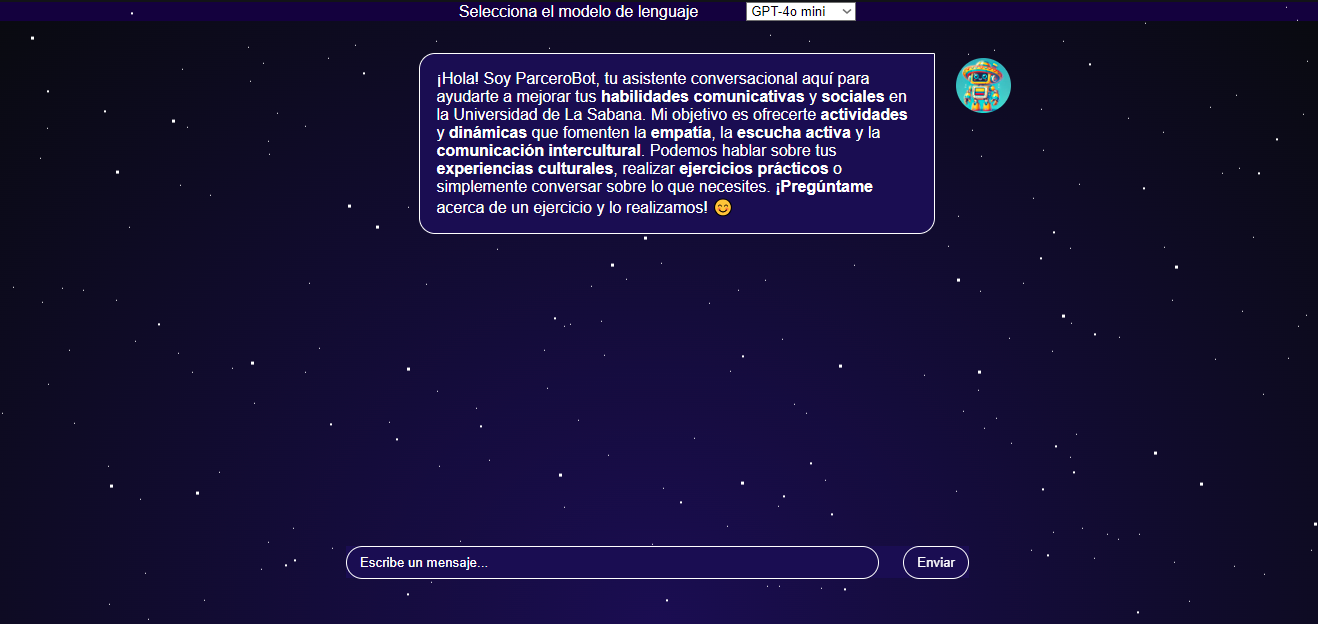 Selecciona el modelo de lenguaje GPT-4o mini
¡Hola! Soy ParceroBot, tu asistente conversacional aquí para
ayudarte a mejorar tus habilidades comunicativas y sociales en
la Universidad de La Sabana. Mi objetivo es ofrecerte actividades
y dinámicas que fomenten la empatía, la escucha activa y la
comunicación intercultural. Podemos hablar sobre tus
experiencias culturales, realizar ejercicios prácticos o
simplemente conversar sobre lo que necesites. ¡Pregúntame
acerca de un ejercicio y lo realizamos! 😊
Escribe un mensaje... Enviar